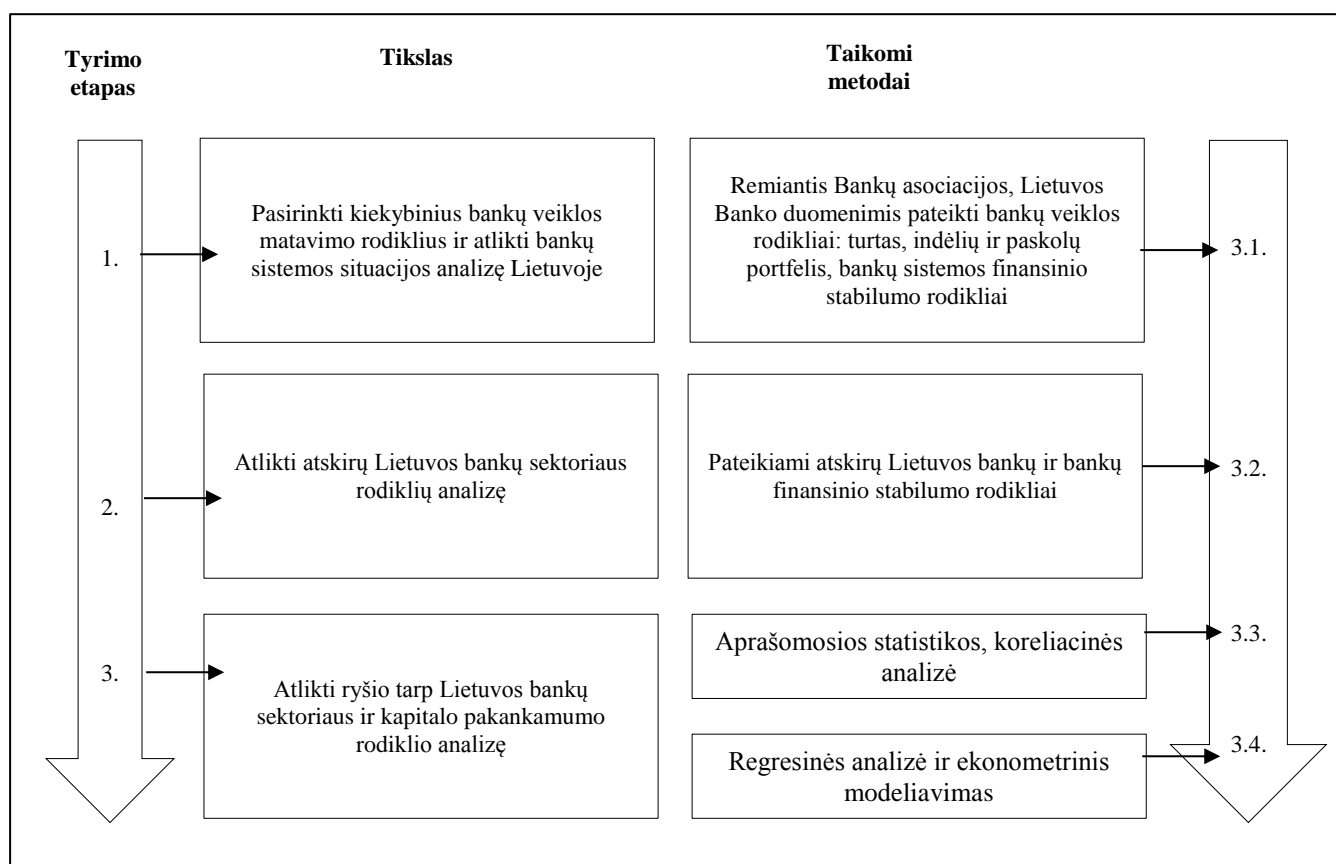 Tyrimo
etapas
Tikslas
Taikomi
metodai
1.
Pasirinkti kiekybinius bankų veiklos
matavimo rodiklius ir atlikti bankų
sistemos situacijos analizę Lietuvoje
Remiantis Bankų asociacijos, Lietuvos
Banko duomenimis pateikti bankų veiklos
rodikliai: turtas, indėlių ir paskolų
portfelis, bankų sistemos finansinio
stabilumo rodikliai
3.1.
2.
Atlikti atskirų Lietuvos bankų sektoriaus
rodiklių analizę
Pateikiami atskirų Lietuvos bankų ir bankų
finansinio stabilumo rodikliai
3.2.
3.
Atlikti ryšio tarp Lietuvos bankų
sektoriaus ir kapitalo pakankamumo
rodiklio analizę
Aprašomosios statistikos, koreliacinės
analizė
3.3.
Regresinės analizė ir ekonometrinis
modeliavimas
3.4.